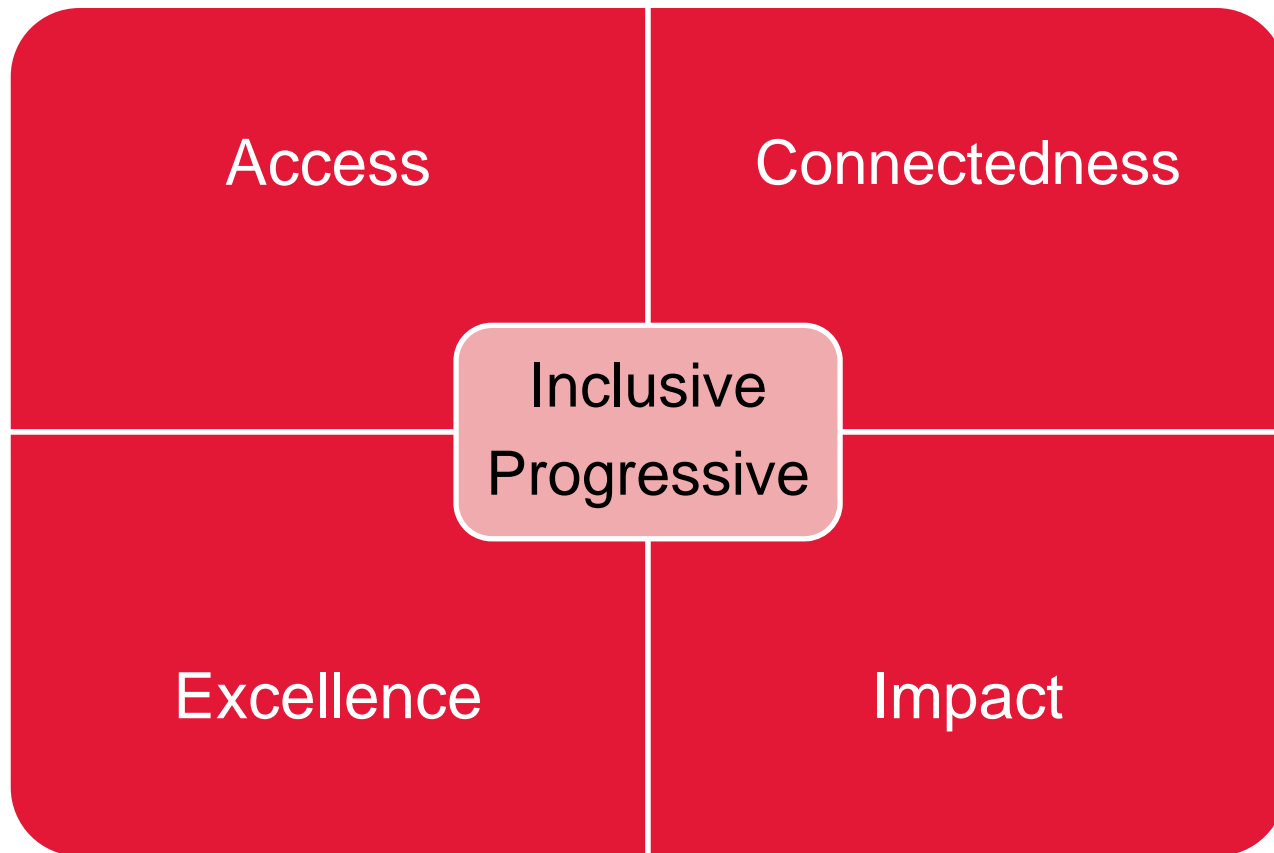 Access
Connectedness
Inclusive
Progressive
Excellence
Impact